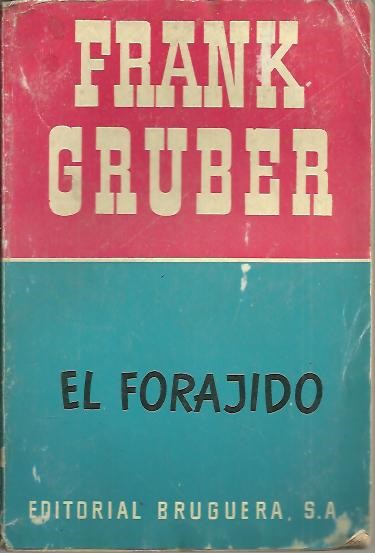 FRANK
GRUBER
EL FORAJIDO
EDITORIAL BRUGUERA, S.A.